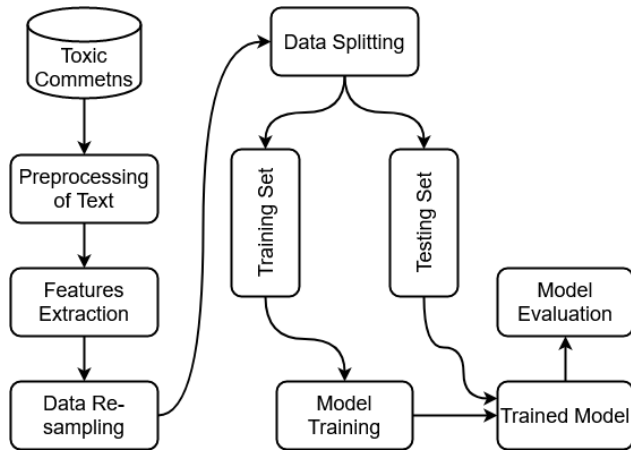 Toxic
Commetns
Preprocessing
of Text
Features
Extraction
Data Re-
sampling
Data Splitting
Training Set
Testing Set
Model
Training
Trained Model
Model
Evaluation